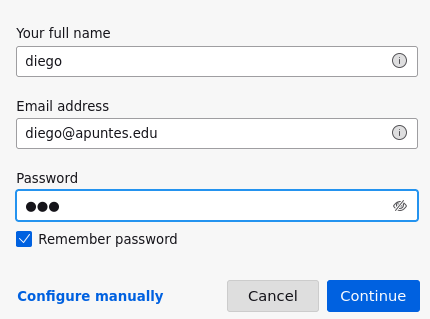 Your full name
diego
Email address
diego@apuntes.edu
Password
●●●
Remember password
Configure manually
Cancel
Continue